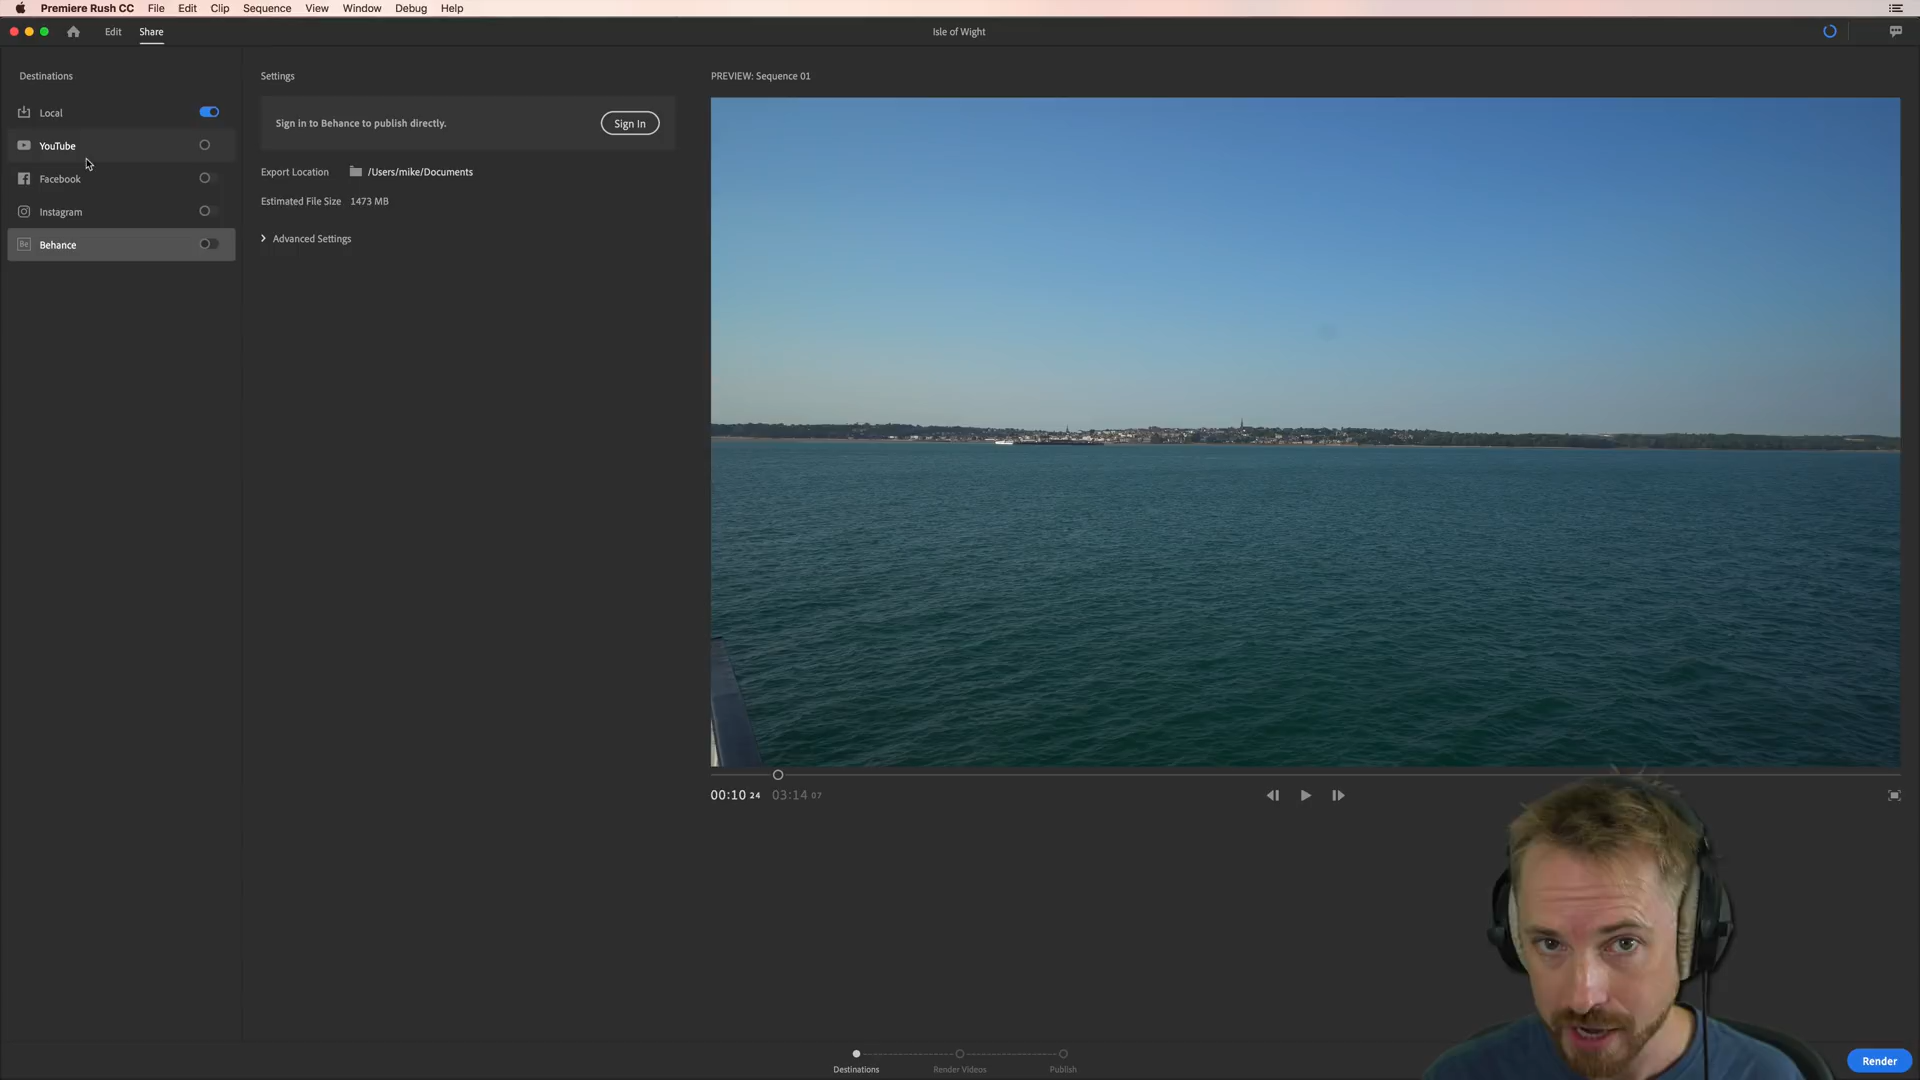 Premiere Rush CC File Edit Clip Sequence View Window Debug Help
Edit Share Isle of Wight
Destinations
Local
YouTube
Facebook
Instagram
Be Behance
Settings
Sign in to Behance to publish directly. Sign In
Export Location /Users/mike/Documents
Estimated File Size 1473 MB
Advanced Settings
PREVIEW: Sequence 01
00:10 24 03:14 07
Destinations Render Videos Publish
Render